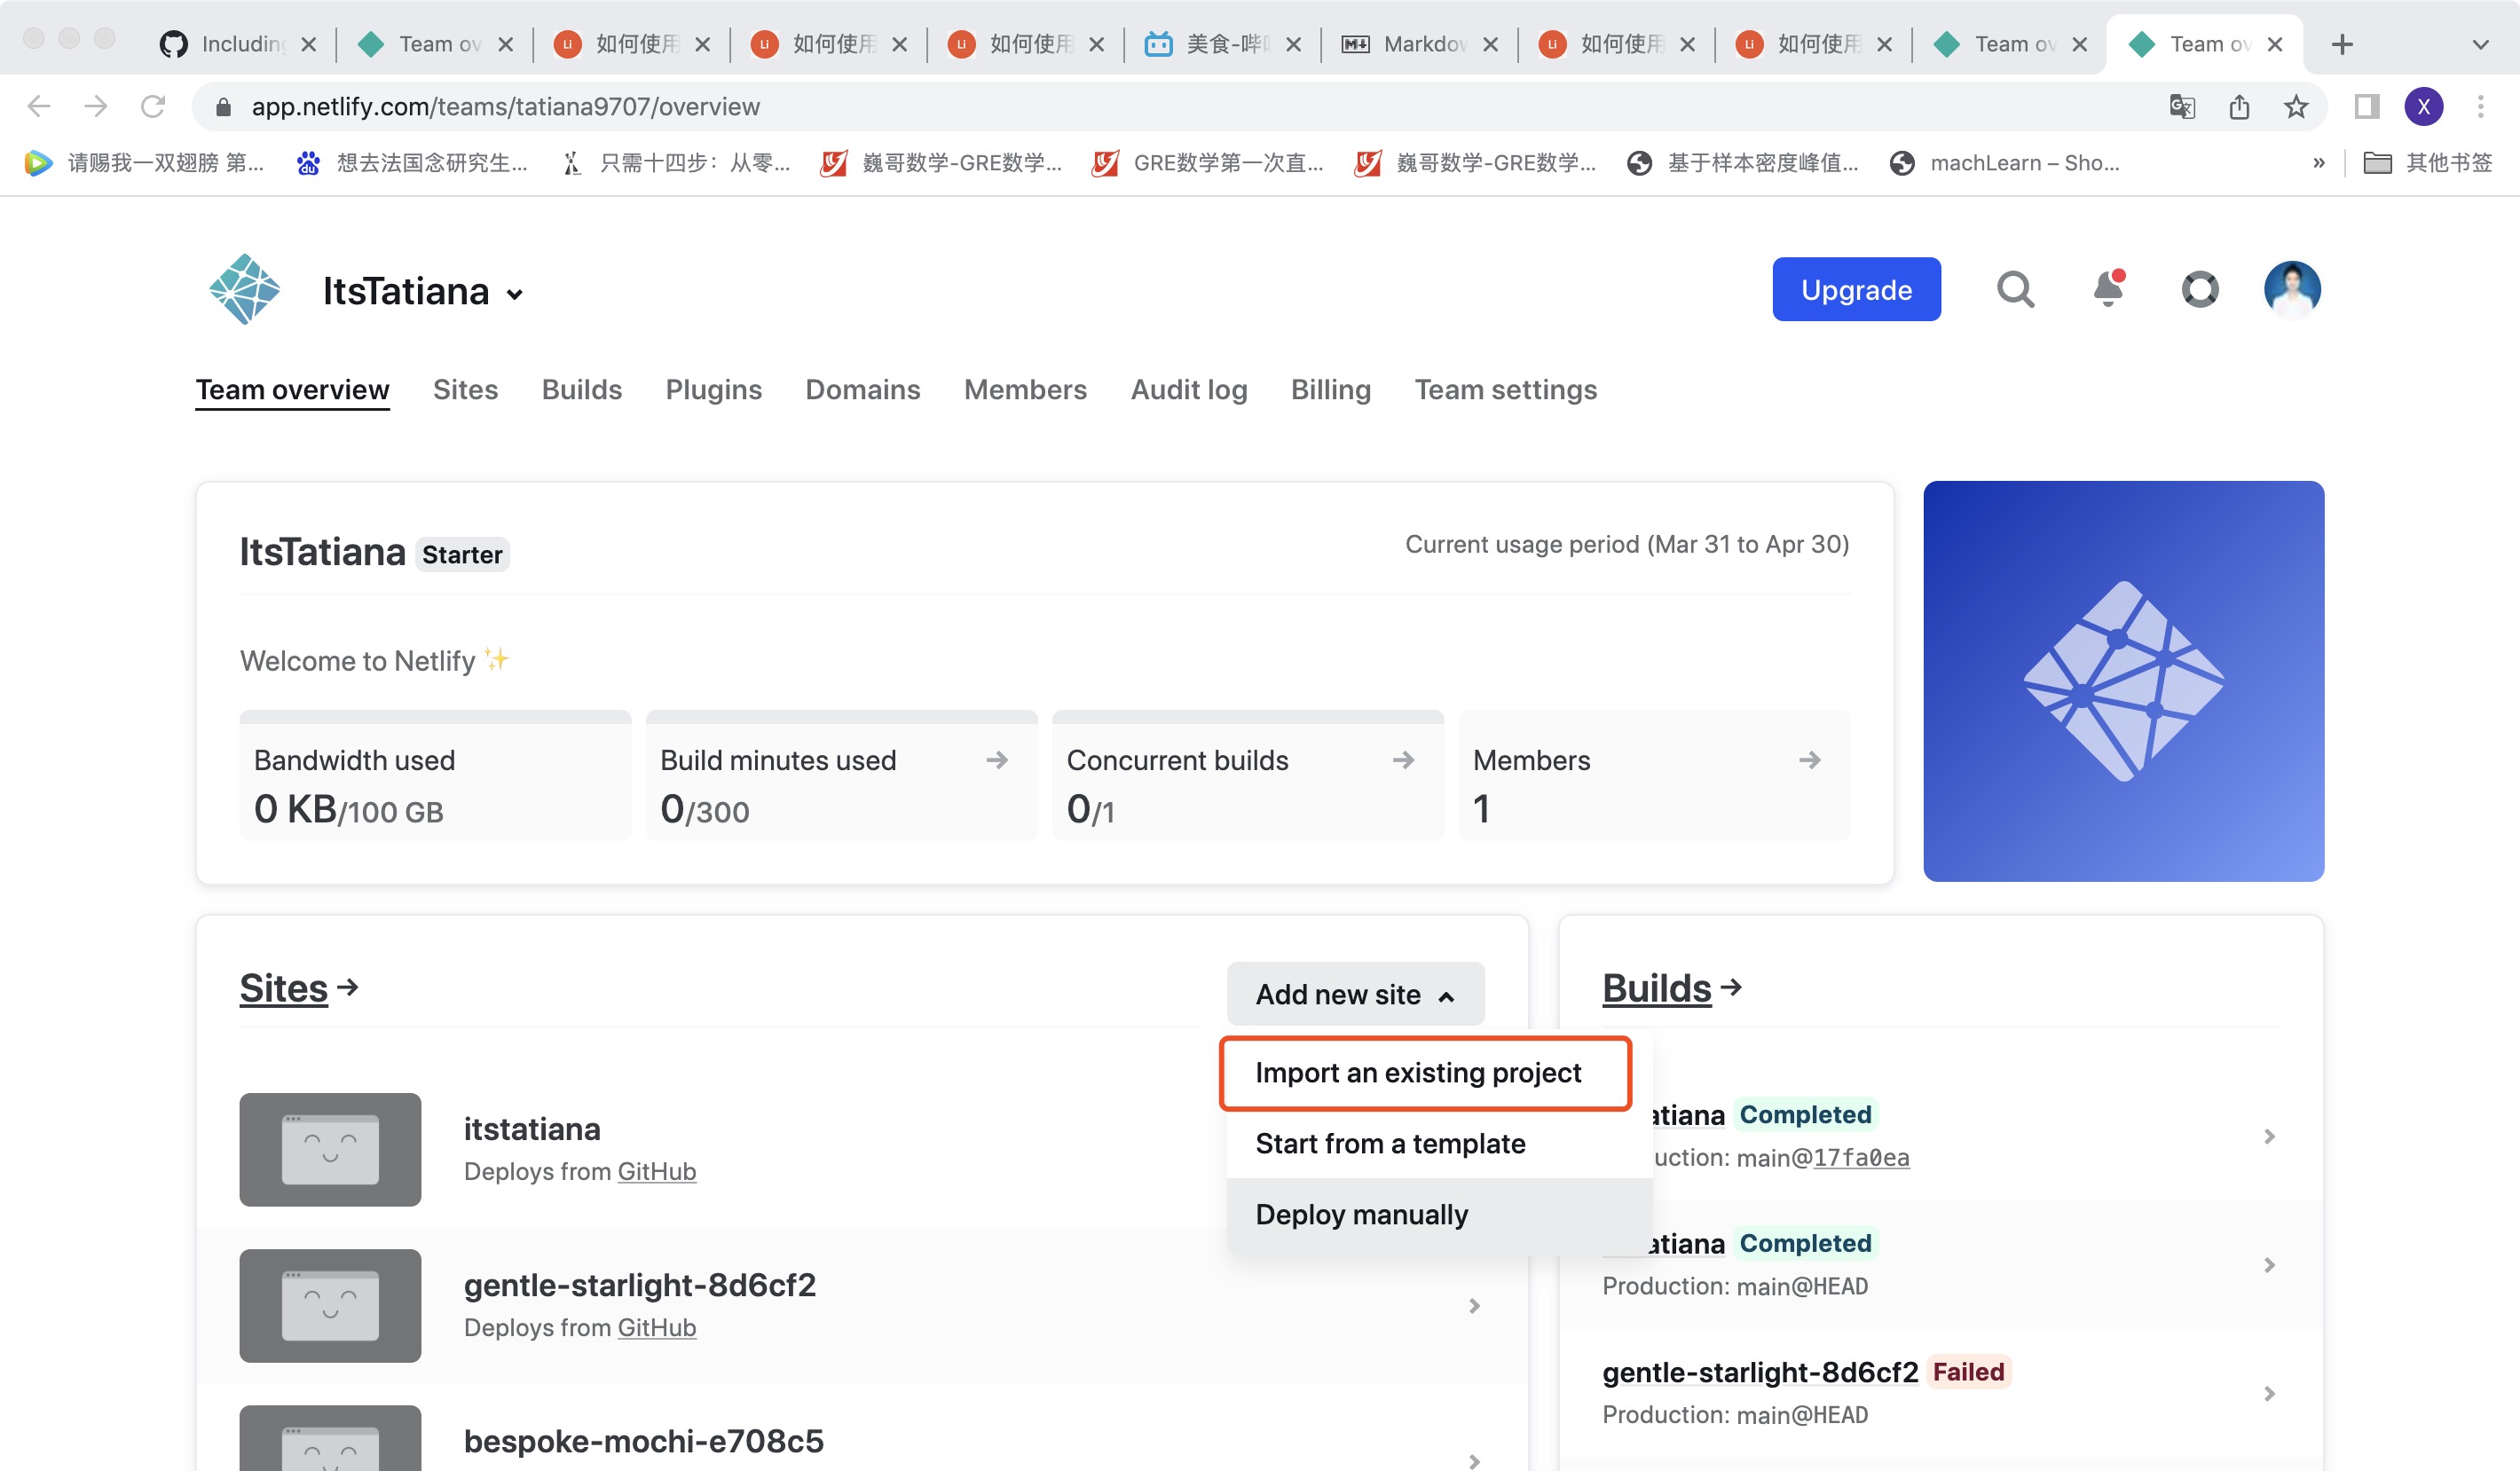 Including
Team ov
如何使用
如何使用
如何使用
美食-哔
Markdow
如何使用
如何使用
Team ov
Team ov
app.netlify.com/teams/tatiana9707/overview
X
请赐我一双翅膀 第...
想去法国念研究生...
只需十四步：从零...
巍哥数学-GRE数学...
GRE数学第一次直...
巍哥数学-GRE数学...
基于样本密度峰值...
machLearn – Sho...
»
其他书签
ItsTatiana
Upgrade
Team overview
Sites
Builds
Plugins
Domains
Members
Audit log
Billing
Team settings
ItsTatiana Starter
Current usage period (Mar 31 to Apr 30)
Welcome to Netlify ✨
Bandwidth used
0 KB/100 GB
Build minutes used →
0/300
Concurrent builds →
0/1
Members →
1
Sites →
Add new site
Import an existing project
Start from a template
Deploy manually
itstatiana
Deploys from GitHub
gentle-starlight-8d6cf2
Deploys from GitHub
bespoke-mochi-e708c5
Builds →
atiana Completed
uction: main@17fa0ea
atiana Completed
Production: main@HEAD
gentle-starlight-8d6cf2 Failed
Production: main@HEAD